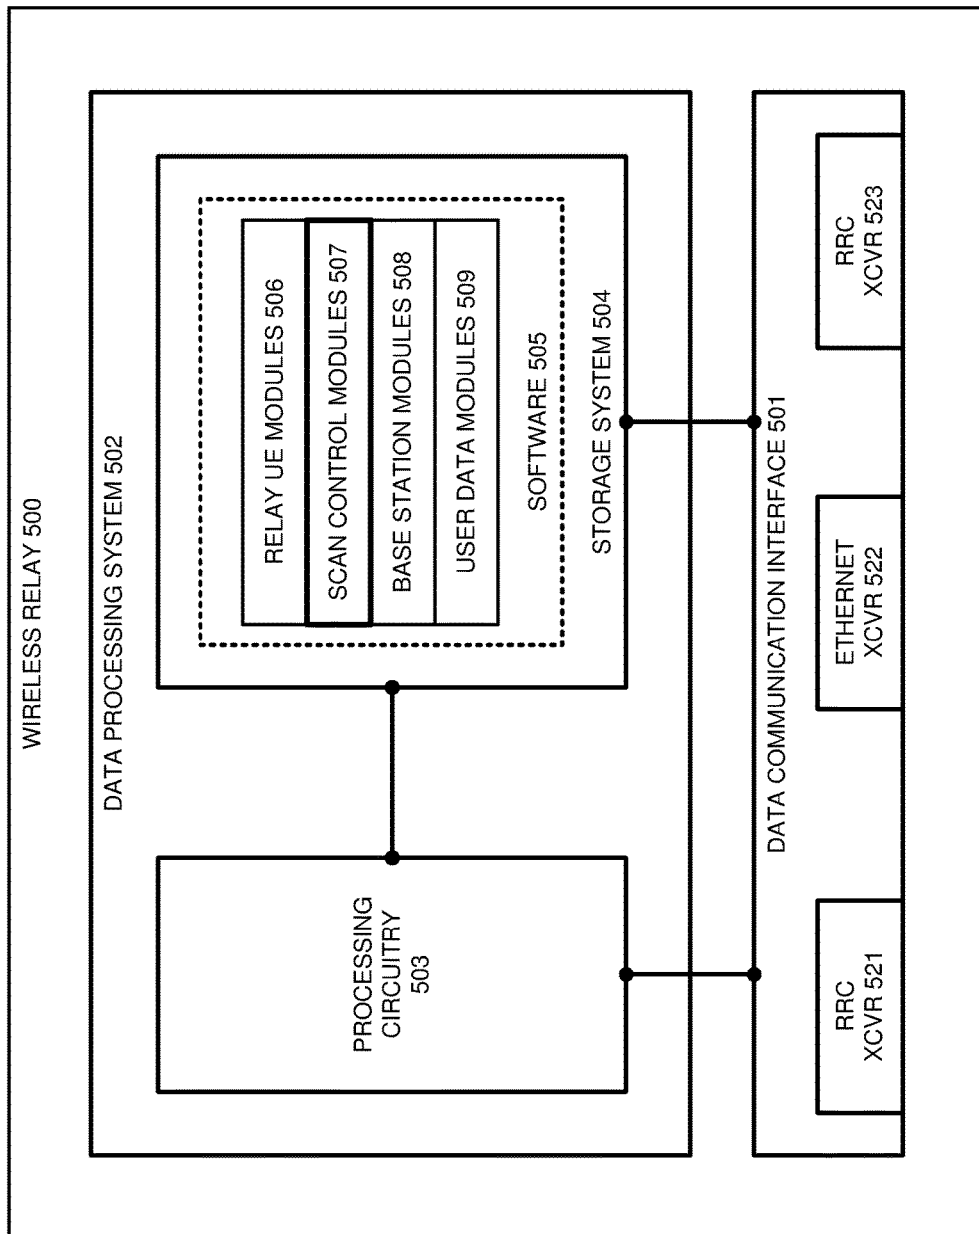 WIRELESS RELAY 500
DATA PROCESSING SYSTEM 502
PROCESSING
CIRCUITRY
503
RELAY UE MODULES 506
SCAN CONTROL MODULES 507
BASE STATION MODULES 508
USER DATA MODULES 509
SOFTWARE 505
STORAGE SYSTEM 504
DATA COMMUNICATION INTERFACE 501
RRC
XCVR 521
ETHERNET
XCVR 522
RRC
XCVR 523